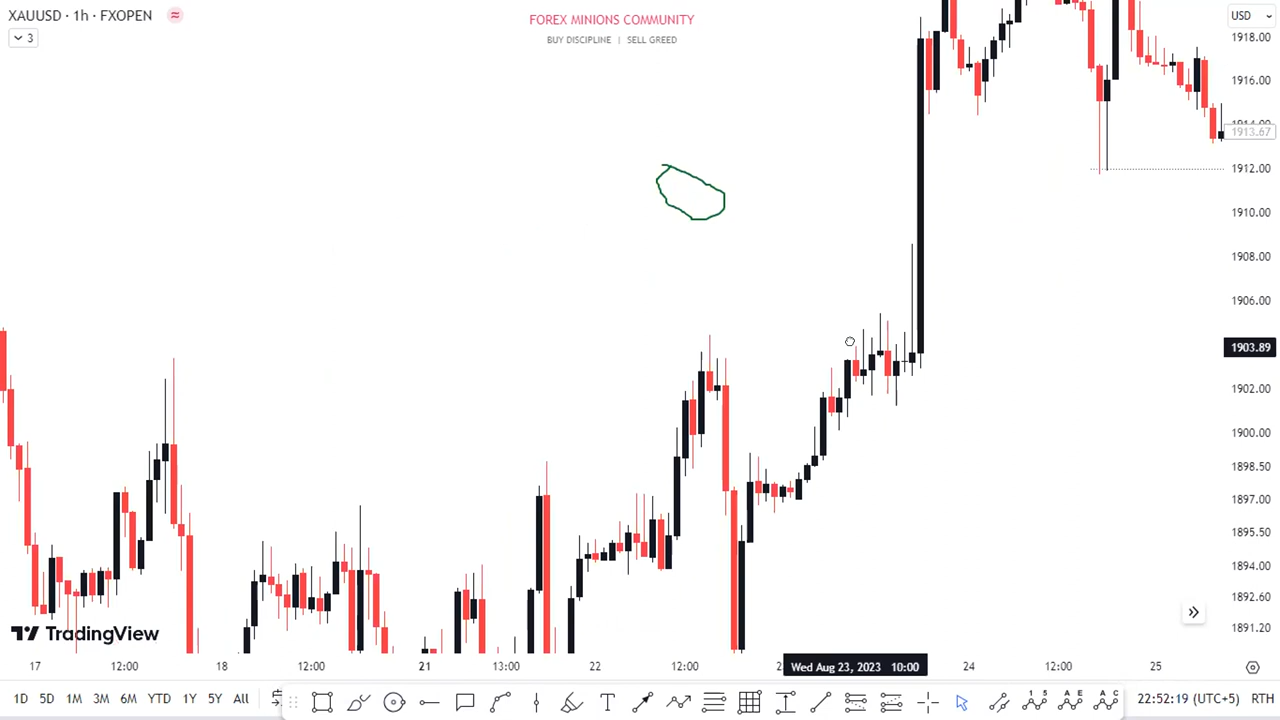 XAUUSD · 1h · FXOPEN
3
FOREX MINIONS COMMUNITY
BUY DISCIPLINE | SELL GREED
USD
1918.00
1916.00
1913.67
1912.00
1910.00
1908.00
1906.00
1903.89
1902.00
1900.00
1898.50
1897.00
1895.50
1894.00
1892.60
1891.20
TradingView
17 12:00 18 12:00 21 13:00 22 12:00 Wed Aug 23, 2023 10:00 24 12:00 25
1D 5D 1M 3M 6M YTD 1Y 5Y All 22:52:19 (UTC+5) RTH